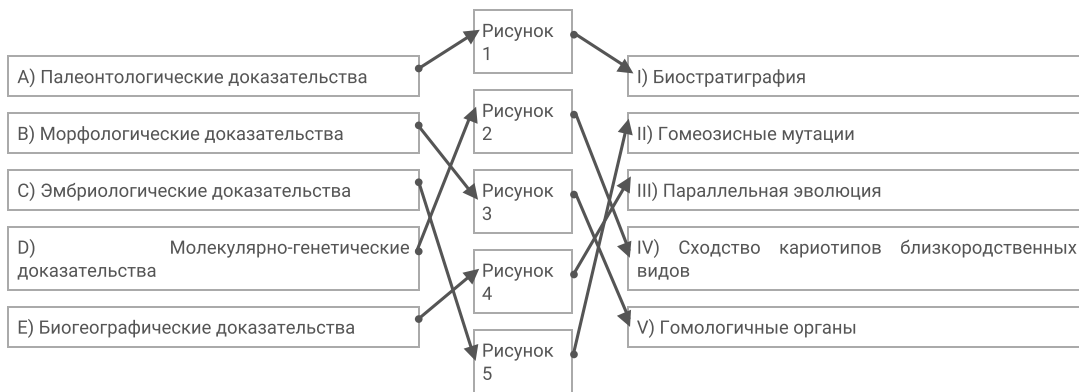 Рисунок
1
A) Палеонтологические доказательства
I) Биостратиграфия
Рисунок
2
B) Морфологические доказательства
II) Гомеозисные мутации
C) Эмбриологические доказательства
Рисунок
3
III) Параллельная эволюция
D) Молекулярно-генетические
доказательства
IV) Сходство кариотипов близкородственных
видов
Рисунок
4
E) Биогеографические доказательства
V) Гомологичные органы
Рисунок
5